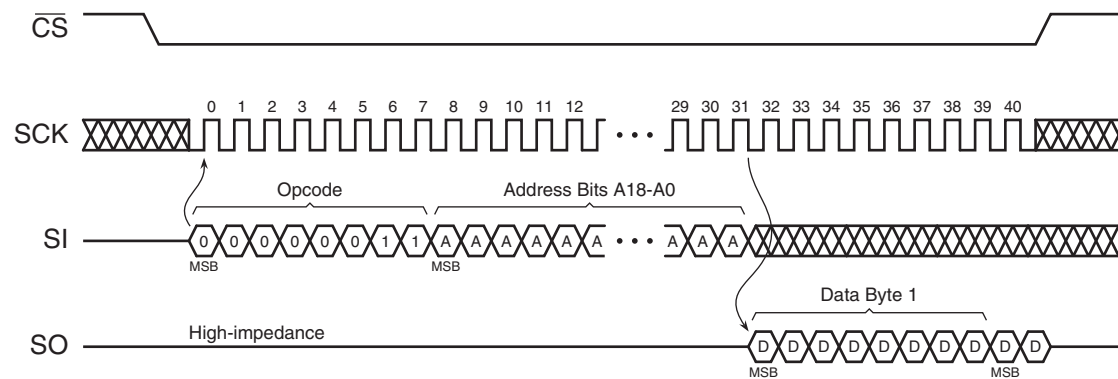 CS
0 1 2 3 4 5 6 7 8 9 10 11 12 29 30 31 32 33 34 35 36 37 38 39 40
SCK
Opcode Address Bits A18-A0
SI 0 0 0 0 0 0 1 1 A A A A A A A A A
MSB MSB
Data Byte 1
High-impedance
SO D D D D D D D D D D
MSB MSB